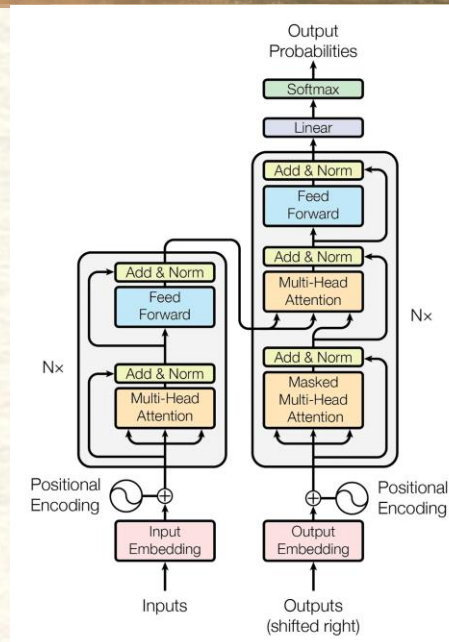 Output
Probabilities
Softmax
Linear
Add & Norm
Feed
Forward
Add & Norm
Multi-Head
Attention
Add & Norm
Masked
Multi-Head
Attention
Nx
Add & Norm
Feed
Forward
Add & Norm
Multi-Head
Attention
Nx
Positional
Encoding
Positional
Encoding
Input
Embedding
Output
Embedding
Inputs
Outputs
(shifted right)